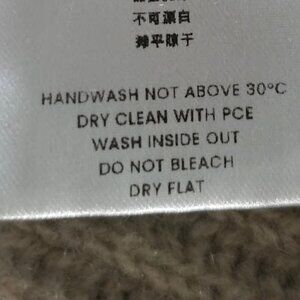 不可漂白
摊平晾干
HANDWASH NOT ABOVE 30°C
DRY CLEAN WITH PCE
WASH INSIDE OUT
DO NOT BLEACH
DRY FLAT